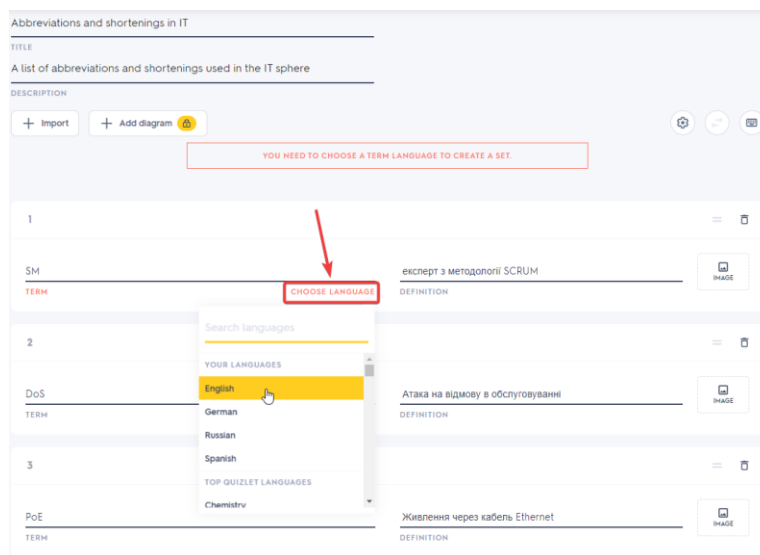 Abbreviations and shortenings in IT
TITLE
A list of abbreviations and shortenings used in the IT sphere
DESCRIPTION
+ Import
+ Add diagram
YOU NEED TO CHOOSE A TERM LANGUAGE TO CREATE A SET.
1
SM
експерт з методології SCRUM
TERM
CHOOSE LANGUAGE
DEFINITION
IMAGE
Search languages
YOUR LANGUAGES
English
German
Russian
Spanish
TOP QUIZLET LANGUAGES
Chemistry
2
DoS
Атака на відмову в обслуговуванні
TERM
DEFINITION
IMAGE
3
PoE
Живлення через кабель Ethernet
TERM
DEFINITION
IMAGE